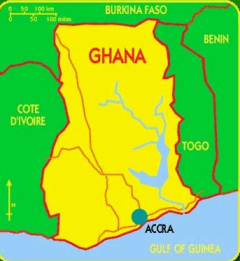 0 50 100 km
0 50 100 miles
BURKINA FASO
GHANA
BENIN
COTE
D'IVOIRE
TOGO
N
ACCRA
GULF OF GUINEA